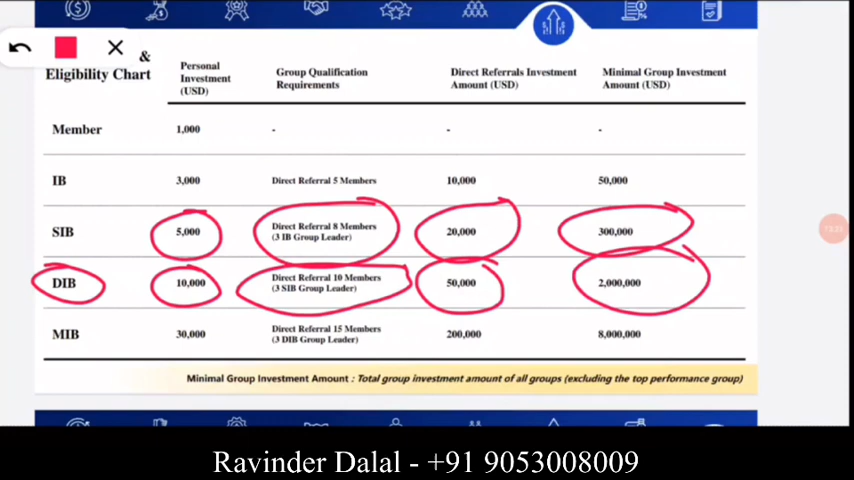 &
Eligibility Chart
Personal Investment (USD)
Group Qualification Requirements
Direct Referrals Investment Amount (USD)
Minimal Group Investment Amount (USD)
Member 1,000 - - -
IB 3,000 Direct Referral 5 Members 10,000 50,000
SIB 5,000 Direct Referral 8 Members (3 IB Group Leader) 20,000 300,000
DIB 10,000 Direct Referral 10 Members (3 SIB Group Leader) 50,000 2,000,000
MIB 30,000 Direct Referral 15 Members (3 DIB Group Leader) 200,000 8,000,000
Minimal Group Investment Amount : Total group investment amount of all groups (excluding the top performance group)
Ravinder Dalal - +91 9053008009